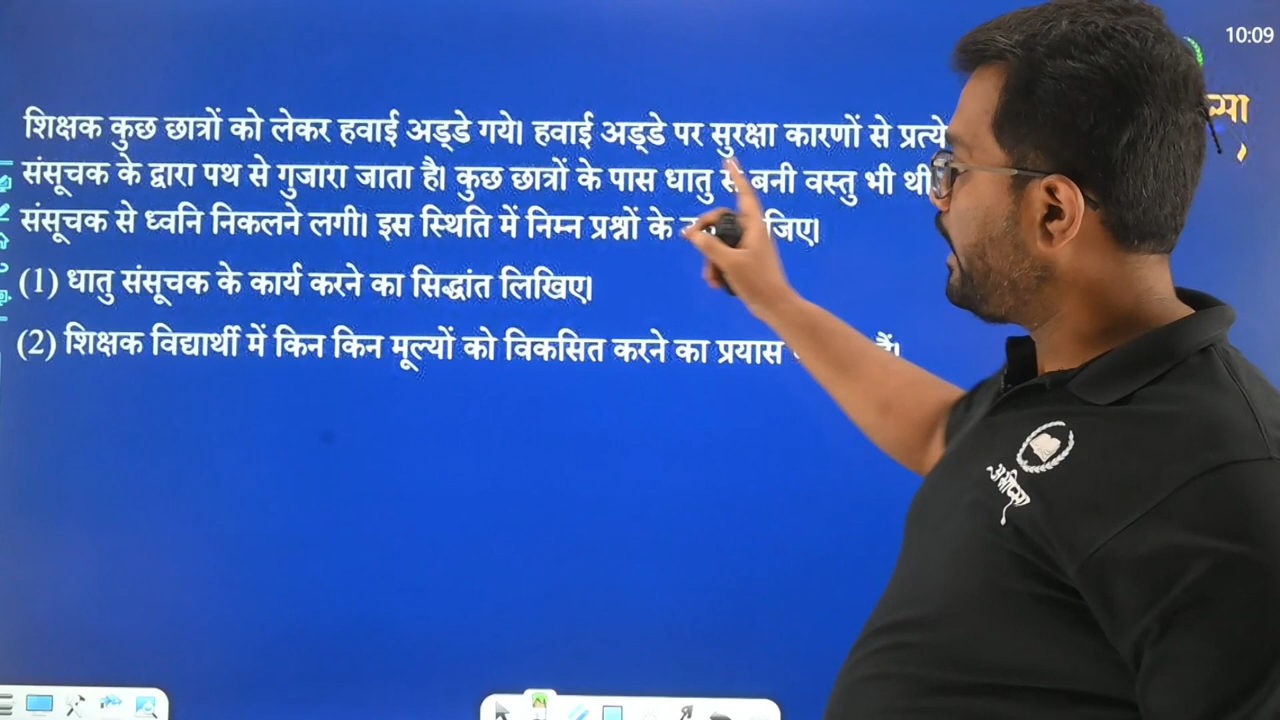 10:09
शिक्षक कुछ छात्रों को लेकर हवाई अड्डे गये। हवाई अड्डे पर सुरक्षा कारणों से
संसूचक के द्वारा पथ से गुजारा जाता है। कुछ छात्रों के पास धातु बनी वस्तु भी थी
संसूचक से ध्वनि निकलने लगी। इस स्थिति में निम्न प्रश्नों के
(1) धातु संसूचक के कार्य करने का सिद्धांत लिखिए।
(2) शिक्षक विद्यार्थी में किन किन मूल्यों को विकसित करने का प्रयास
अभीप्सा